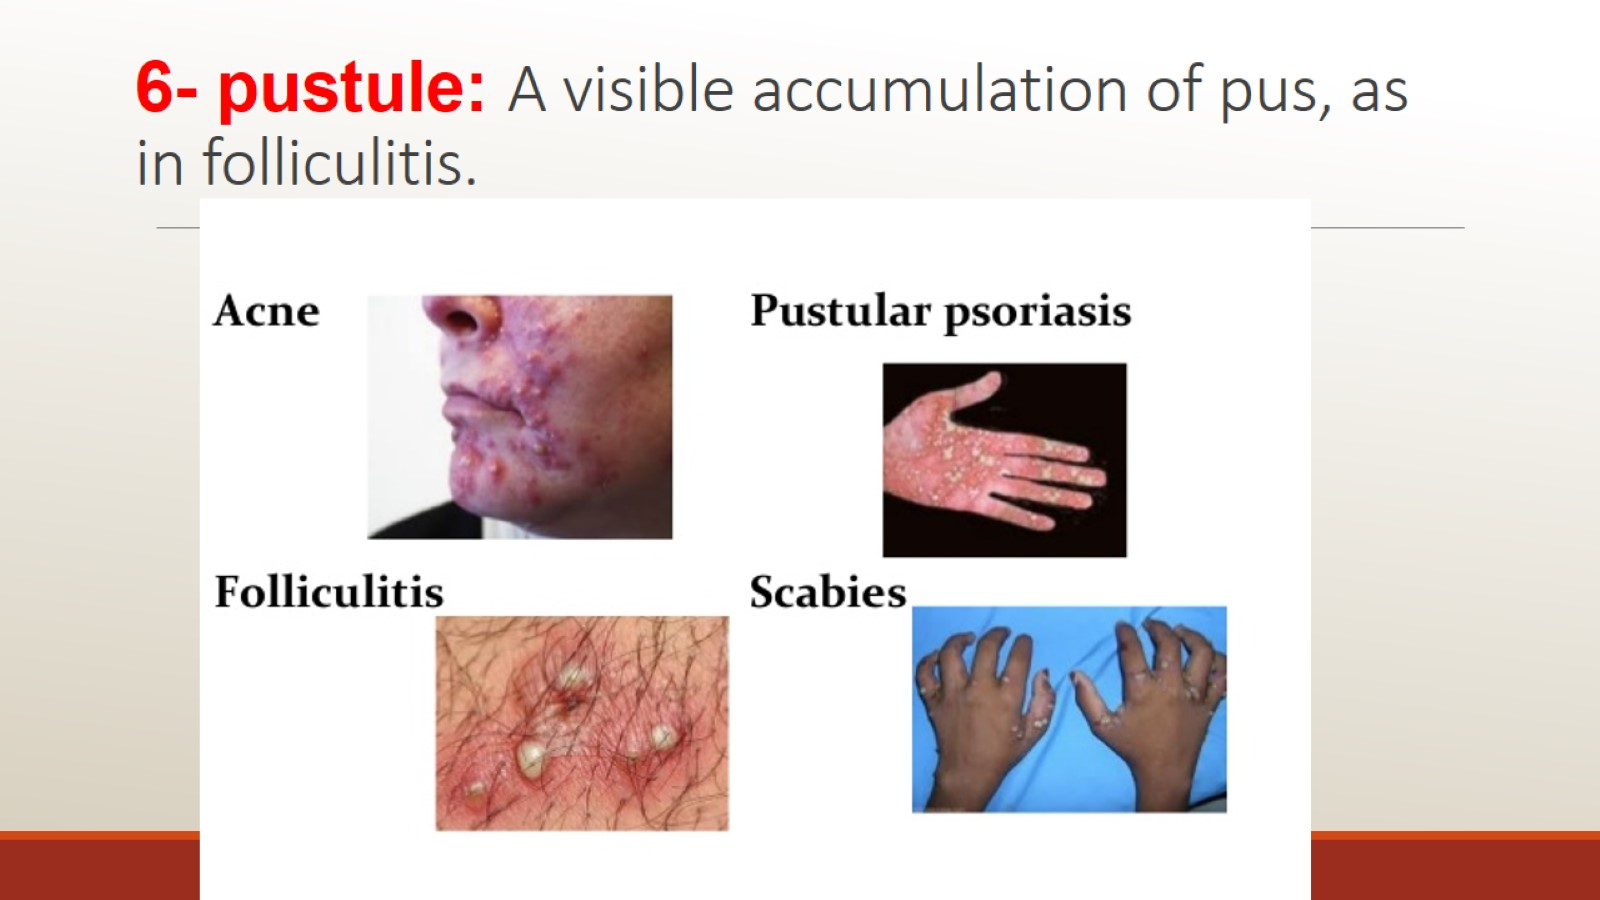 6- pustule: A visible accumulation of pus, as
in folliculitis.
Acne
Pustular psoriasis
Folliculitis
Scabies